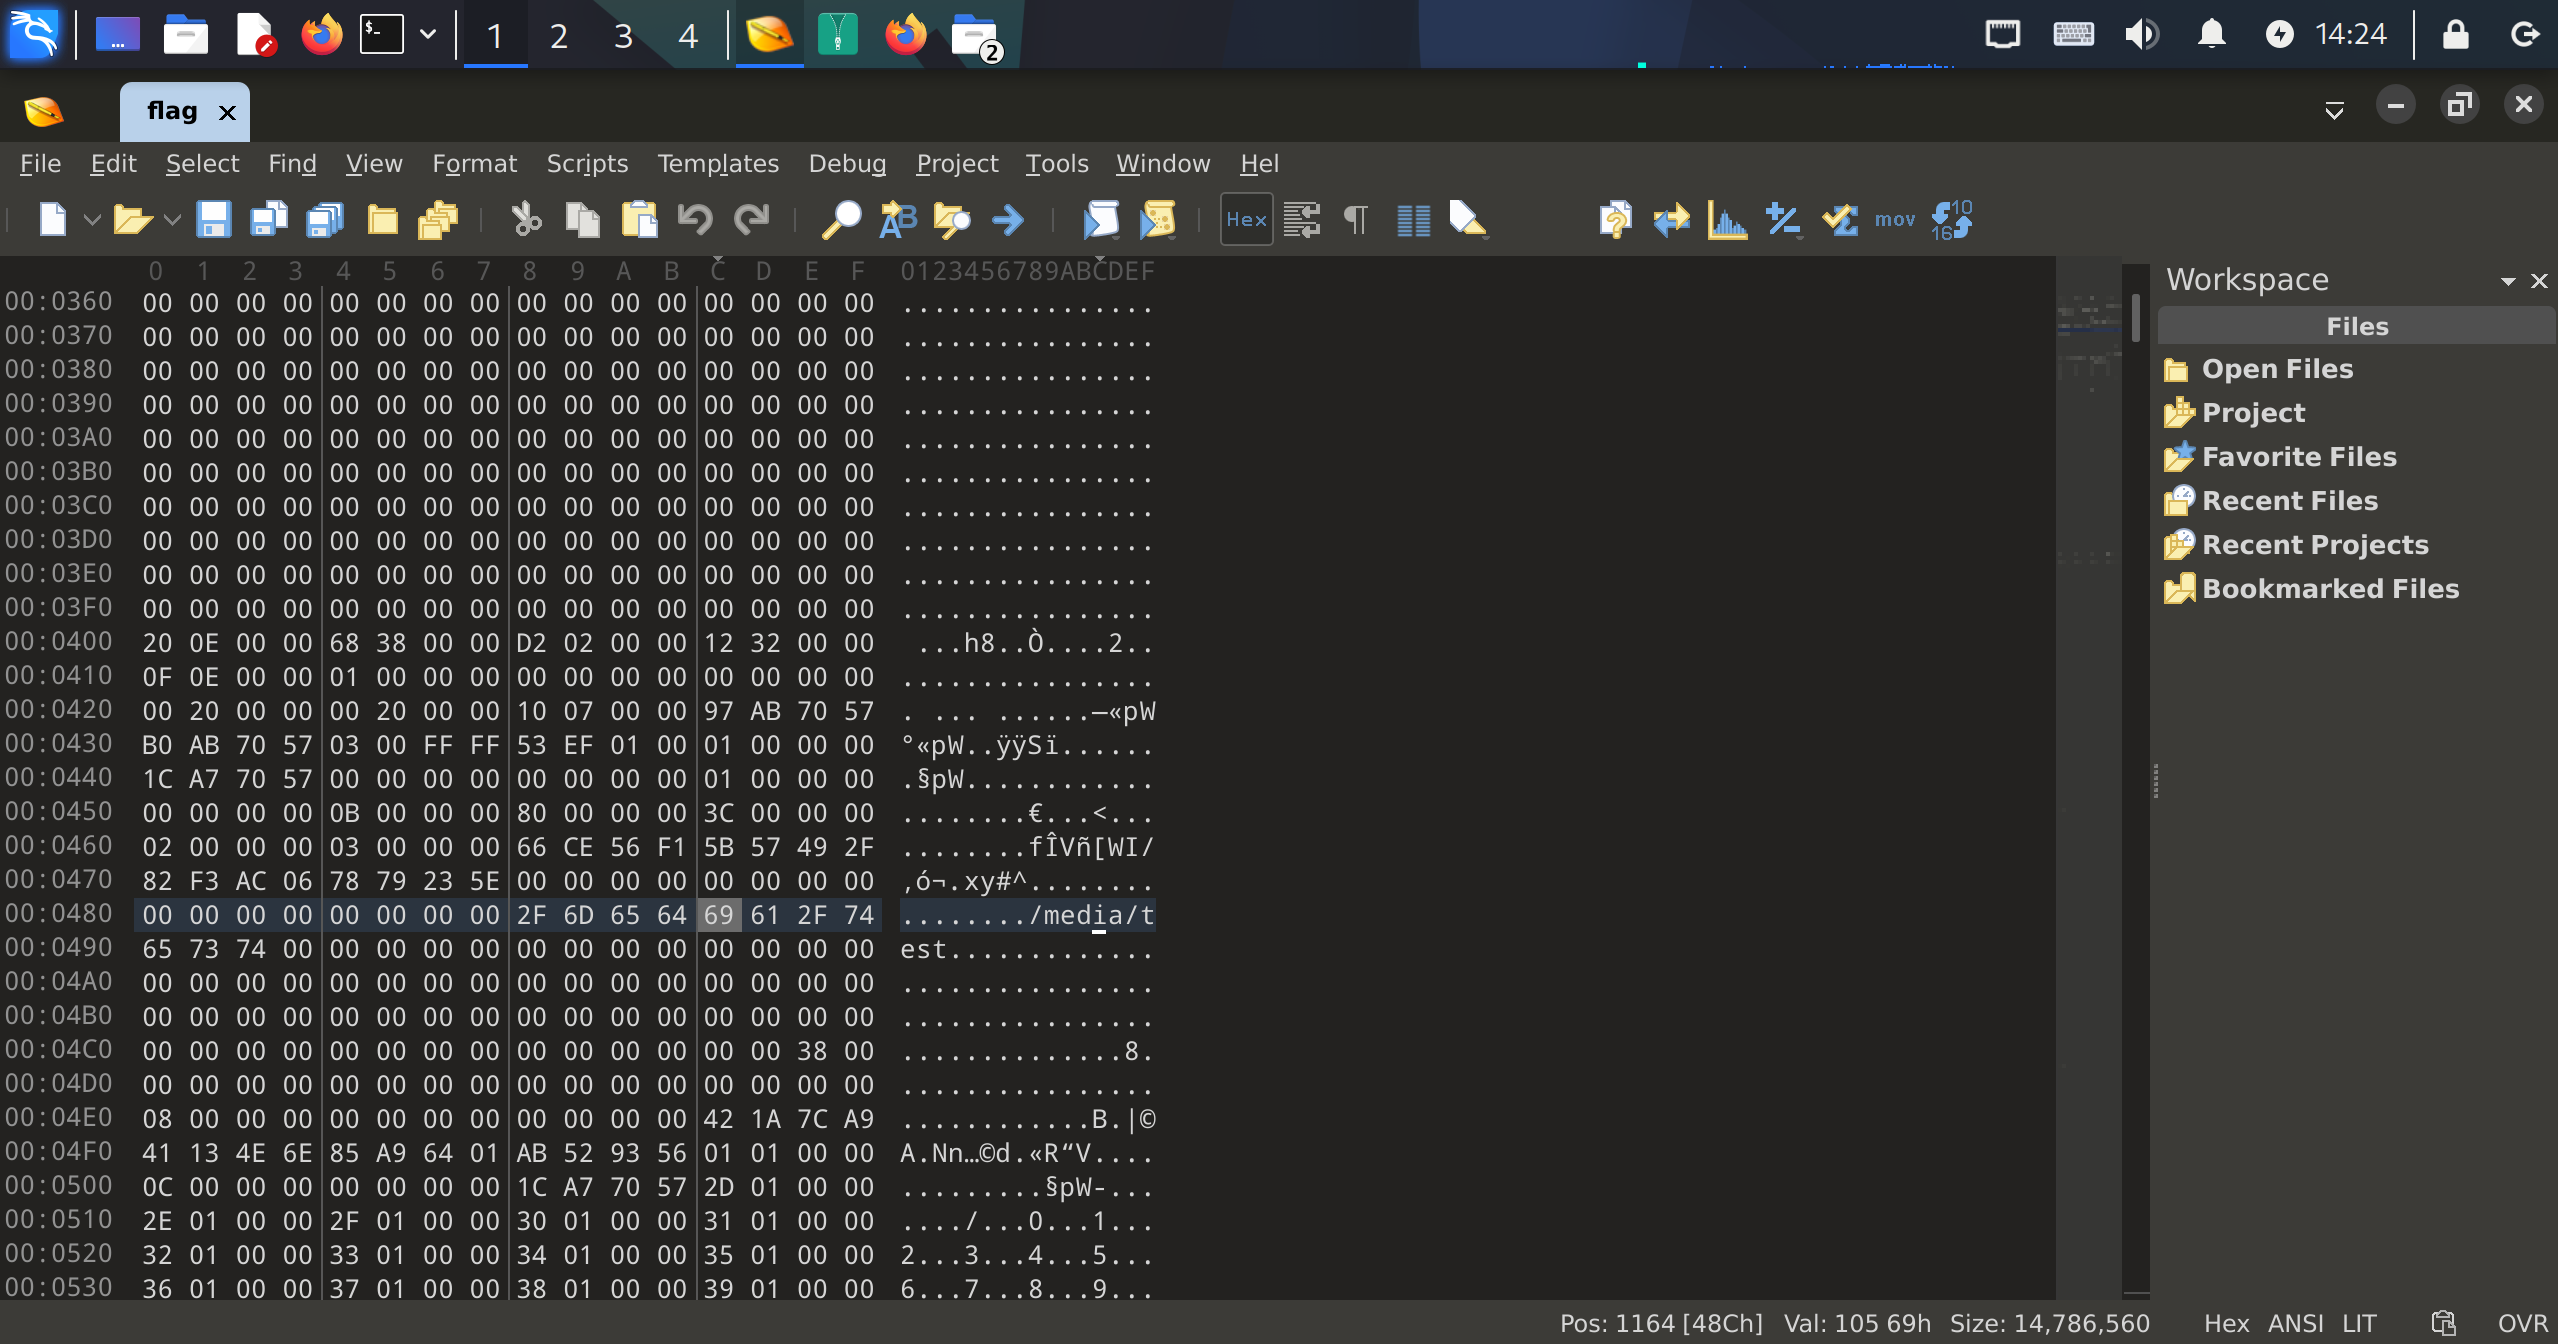 1 2 3 4
2
14:24
flag
File Edit Select Find View Format Scripts Templates Debug Project Tools Window Hel
Hex mov 10 16
0 1 2 3 4 5 6 7 8 9 A B C D E F 0123456789ABCDEF
00:0360 00 00 00 00 00 00 00 00 00 00 00 00 00 00 00 00 ................
00:0370 00 00 00 00 00 00 00 00 00 00 00 00 00 00 00 00 ................
00:0380 00 00 00 00 00 00 00 00 00 00 00 00 00 00 00 00 ................
00:0390 00 00 00 00 00 00 00 00 00 00 00 00 00 00 00 00 ................
00:03A0 00 00 00 00 00 00 00 00 00 00 00 00 00 00 00 00 ................
00:03B0 00 00 00 00 00 00 00 00 00 00 00 00 00 00 00 00 ................
00:03C0 00 00 00 00 00 00 00 00 00 00 00 00 00 00 00 00 ................
00:03D0 00 00 00 00 00 00 00 00 00 00 00 00 00 00 00 00 ................
00:03E0 00 00 00 00 00 00 00 00 00 00 00 00 00 00 00 00 ................
00:03F0 00 00 00 00 00 00 00 00 00 00 00 00 00 00 00 00 ................
00:0400 20 0E 00 00 68 38 00 00 D2 02 00 00 12 32 00 00  ...h8..Ò....2..
00:0410 0F 0E 00 00 01 00 00 00 00 00 00 00 00 00 00 00 ................
00:0420 00 20 00 00 00 20 00 00 10 07 00 00 97 AB 70 57 . ... ......—«pW
00:0430 B0 AB 70 57 03 00 FF FF 53 EF 01 00 01 00 00 00 °«pW..ÿÿSï......
00:0440 1C A7 70 57 00 00 00 00 00 00 00 00 01 00 00 00 .§pW............
00:0450 00 00 00 00 0B 00 00 00 80 00 00 00 3C 00 00 00 ........€...<...
00:0460 02 00 00 00 03 00 00 00 66 CE 56 F1 5B 57 49 2F ........fÎVñ[WI/
00:0470 82 F3 AC 06 78 79 23 5E 00 00 00 00 00 00 00 00 ‚ó¬.xy#^........
00:0480 00 00 00 00 00 00 00 00 2F 6D 65 64 69 61 2F 74 ......../media/t
00:0490 65 73 74 00 00 00 00 00 00 00 00 00 00 00 00 00 est.............
00:04A0 00 00 00 00 00 00 00 00 00 00 00 00 00 00 00 00 ................
00:04B0 00 00 00 00 00 00 00 00 00 00 00 00 00 00 00 00 ................
00:04C0 00 00 00 00 00 00 00 00 00 00 00 00 00 00 38 00 ..............8.
00:04D0 00 00 00 00 00 00 00 00 00 00 00 00 00 00 00 00 ................
00:04E0 08 00 00 00 00 00 00 00 00 00 00 00 42 1A 7C A9 ............B.|©
00:04F0 41 13 4E 6E 85 A9 64 01 AB 52 93 56 01 01 00 00 A.Nn…©d.«R“V....
00:0500 0C 00 00 00 00 00 00 00 1C A7 70 57 2D 01 00 00 .........§pW-...
00:0510 2E 01 00 00 2F 01 00 00 30 01 00 00 31 01 00 00 ..../...0...1...
00:0520 32 01 00 00 33 01 00 00 34 01 00 00 35 01 00 00 2...3...4...5...
00:0530 36 01 00 00 37 01 00 00 38 01 00 00 39 01 00 00 6...7...8...9...
Workspace
Files
Open Files
Project
Favorite Files
Recent Files
Recent Projects
Bookmarked Files
Pos: 1164 [48Ch] Val: 105 69h Size: 14,786,560 Hex ANSI LIT OVR